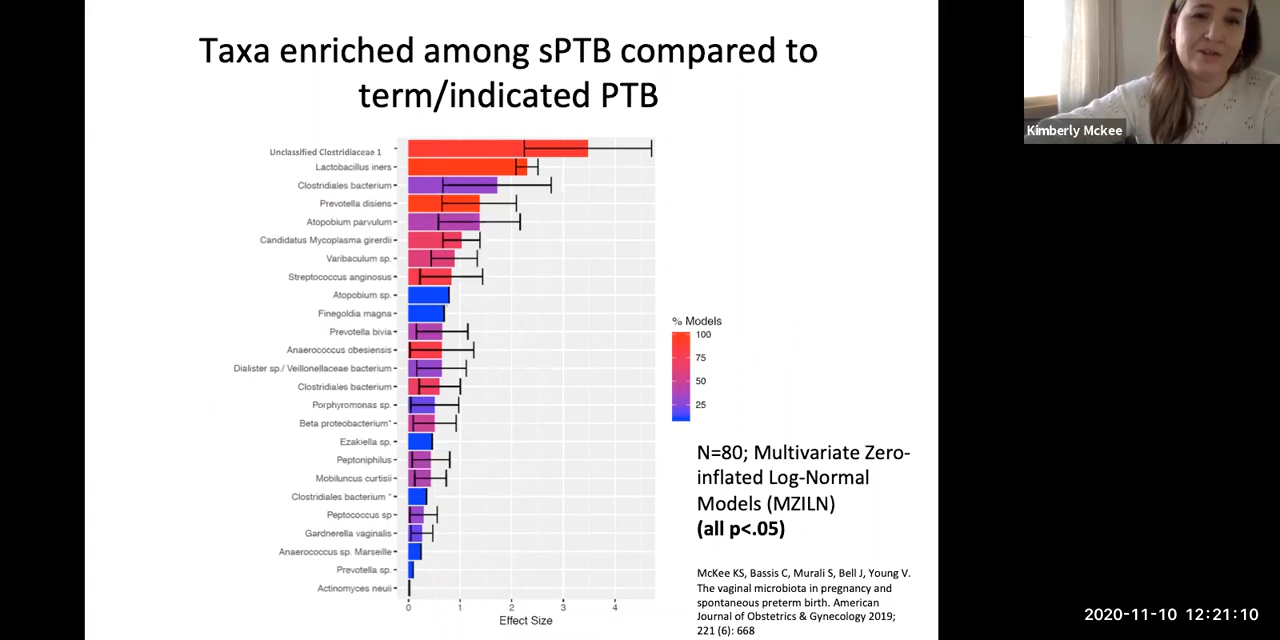 Taxa enriched among sPTB compared to
term/indicated PTB
Unclassified Clostridiaceae 1
Lactobacillus iners
Clostridiales bacterium
Prevotella disiens
Atopobium parvulum
Candidatus Mycoplasma girerdii
Varibaculum sp.
Streptococcus anginosus
Atopobium sp.
Finegoldia magna
Prevotella bivia
Anaerococcus obesiensis
Dialister sp./ Veillonellaceae bacterium
Clostridiales bacterium
Porphyromonas sp.
Beta proteobacterium*
Ezakiella sp.
Peptoniphilus
Mobiluncus curtisii
Clostridiales bacterium *
Peptococcus sp
Gardnerella vaginalis
Anaerococcus sp. Marseille
Prevotella sp.
Actinomyces neuii
0 1 2 3 4
Effect Size
% Models
100
75
50
25
N=80; Multivariate Zero-
inflated Log-Normal
Models (MZILN)
(all p<.05)
McKee KS, Bassis C, Murali S, Bell J, Young V.
The vaginal microbiota in pregnancy and
spontaneous preterm birth. American
Journal of Obstetrics & Gynecology 2019;
221 (6): 668
Kimberly Mckee
2020-11-10 12:21:10